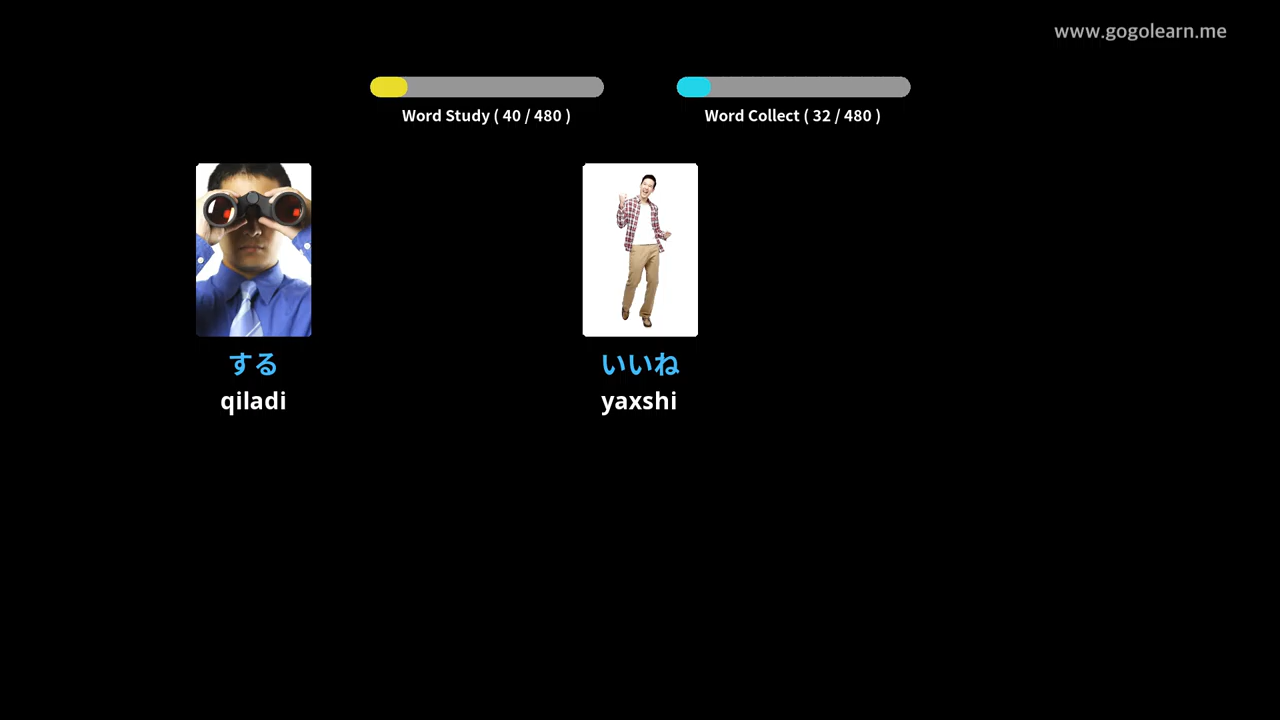 www.gogolearn.me
Word Study ( 40 / 480 )
Word Collect ( 32 / 480 )
する
qiladi
いいね
yaxshi